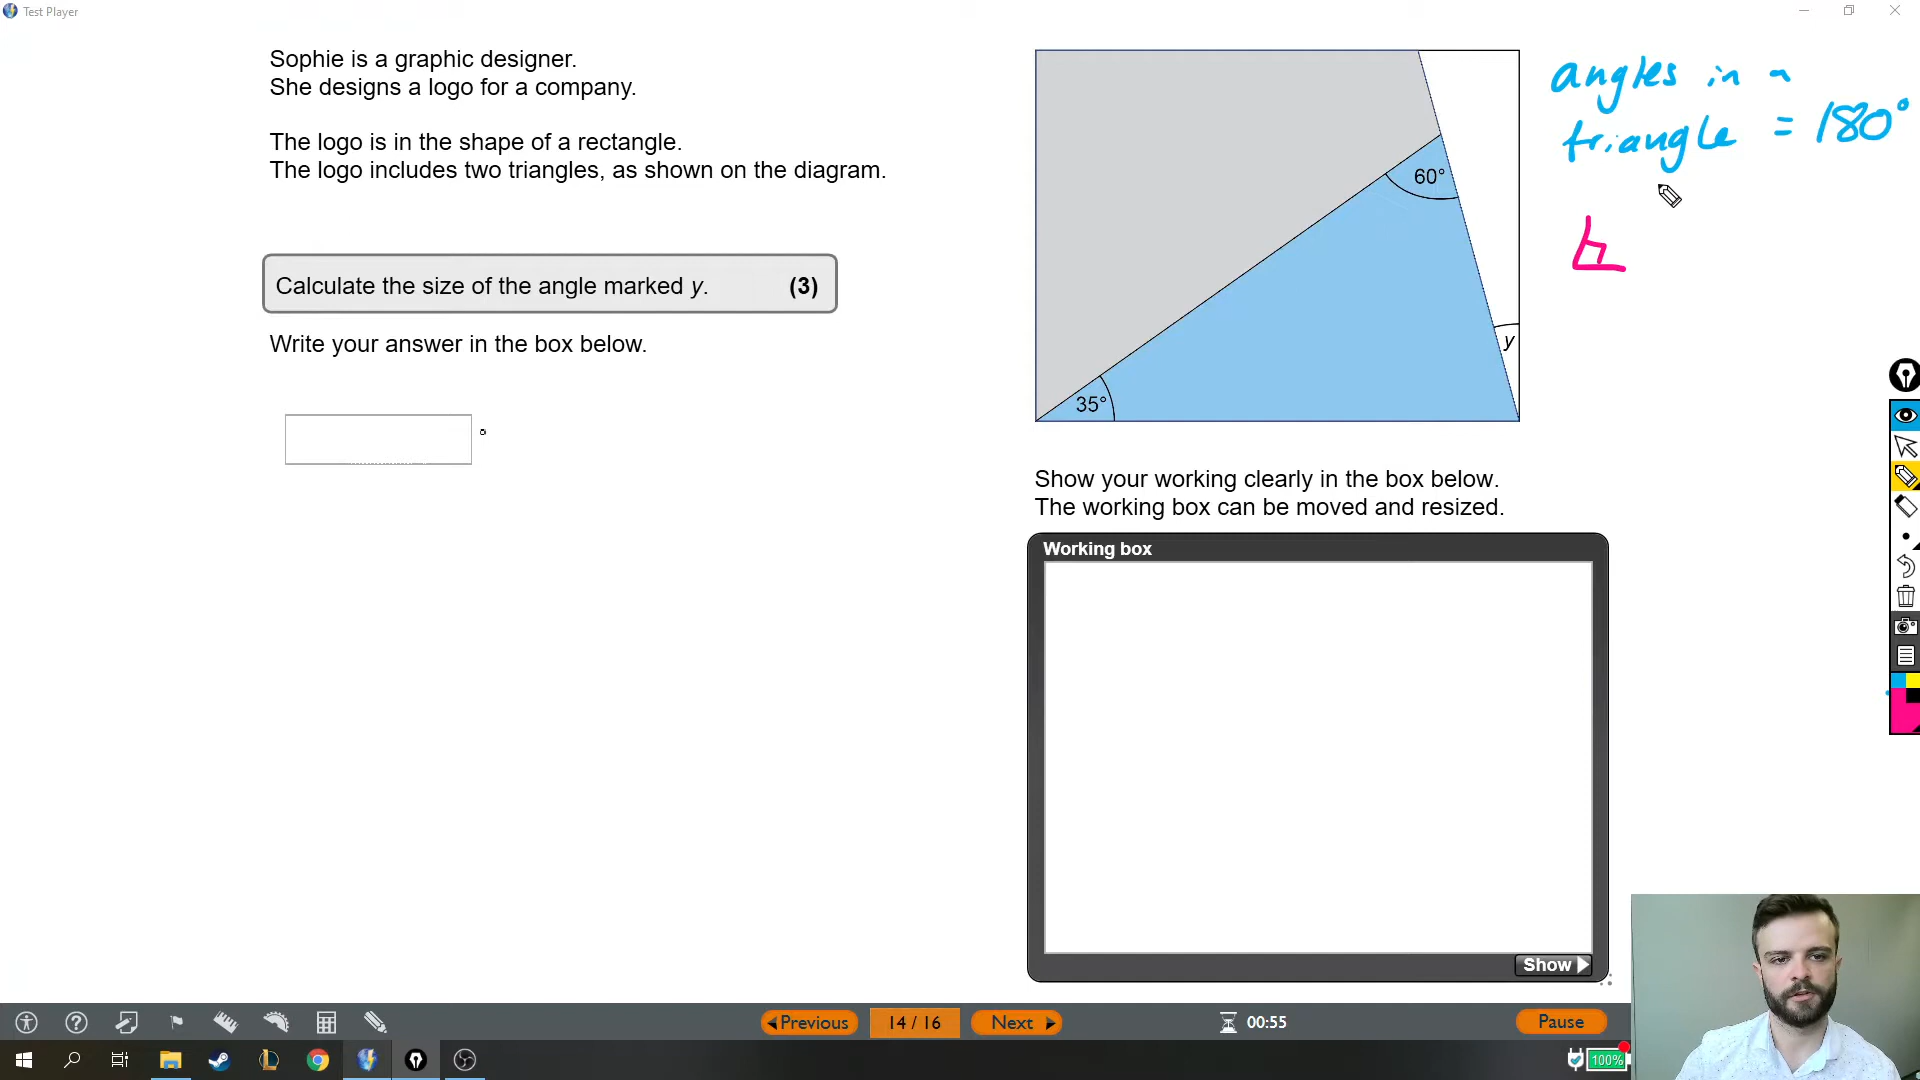 Test Player
Sophie is a graphic designer.
She designs a logo for a company.
The logo is in the shape of a rectangle.
The logo includes two triangles, as shown on the diagram.
Calculate the size of the angle marked y. (3)
Write your answer in the box below.
°
60°
35°
y
angles in a
triangle = 180°
Show your working clearly in the box below.
The working box can be moved and resized.
Working box
Show
Previous
14 / 16
Next
00:55
Pause
100%